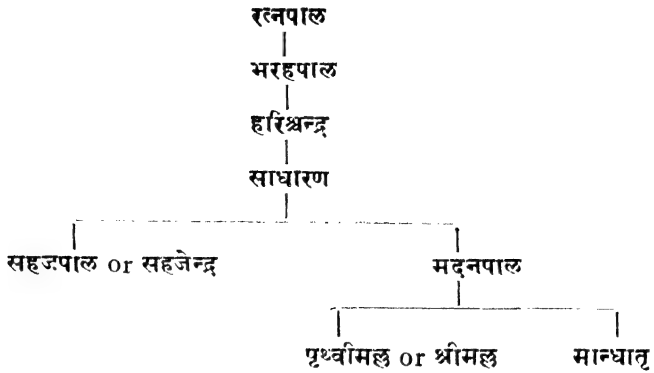 रत्नपाल
भरहपाल
हरिश्चन्द्र
साधारण
सहजपाल or सहजेन्द्र मदनपाल
पृथ्वीमल्ल or श्रीमल्ल मान्धातृ